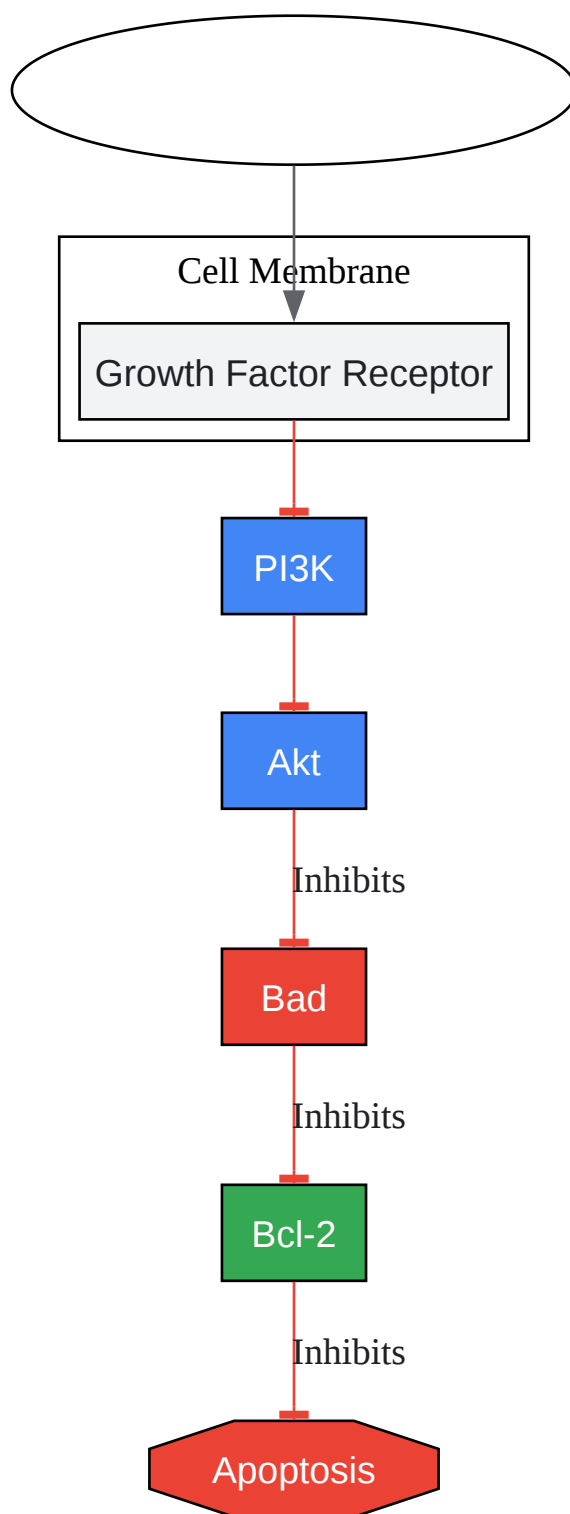 Cell Membrane
Growth Factor Receptor
PI3K
Akt
Inhibits
Bad
Inhibits
Bcl-2
Inhibits
Apoptosis